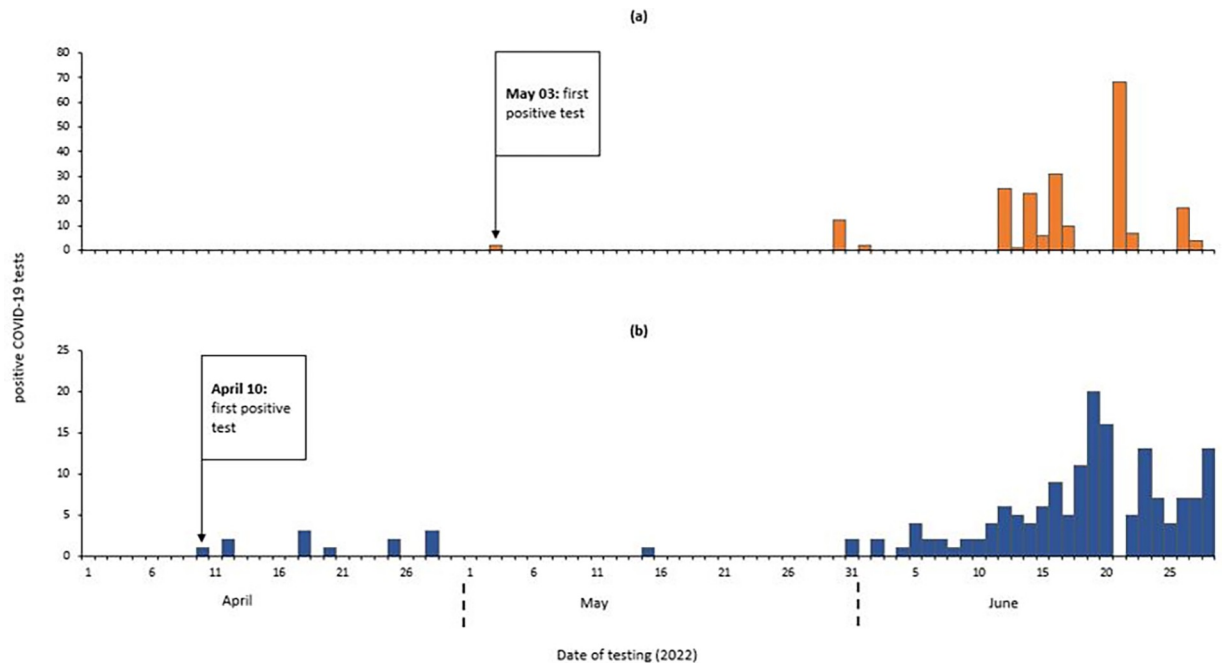 (a)
80
70
60
50
40
30
20
10
0
May 03: first
positive test
positive COVID-19 tests
(b)
25
20
15
10
5
0
April 10:
first positive
test
1 6 11 16 21 26 1 6 11 16 21 26 31 5 10 15 20 25
April May June
Date of testing (2022)